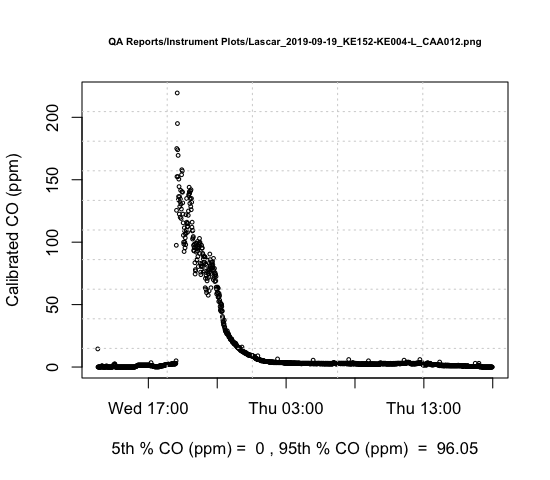 QA Reports/Instrument Plots/Lascar_2019-09-19_KE152-KE004-L_CAA012.png
200
150
100
50
0
Calibrated CO (ppm)
Wed 17:00 Thu 03:00 Thu 13:00
5th % CO (ppm) = 0 , 95th % CO (ppm) = 96.05